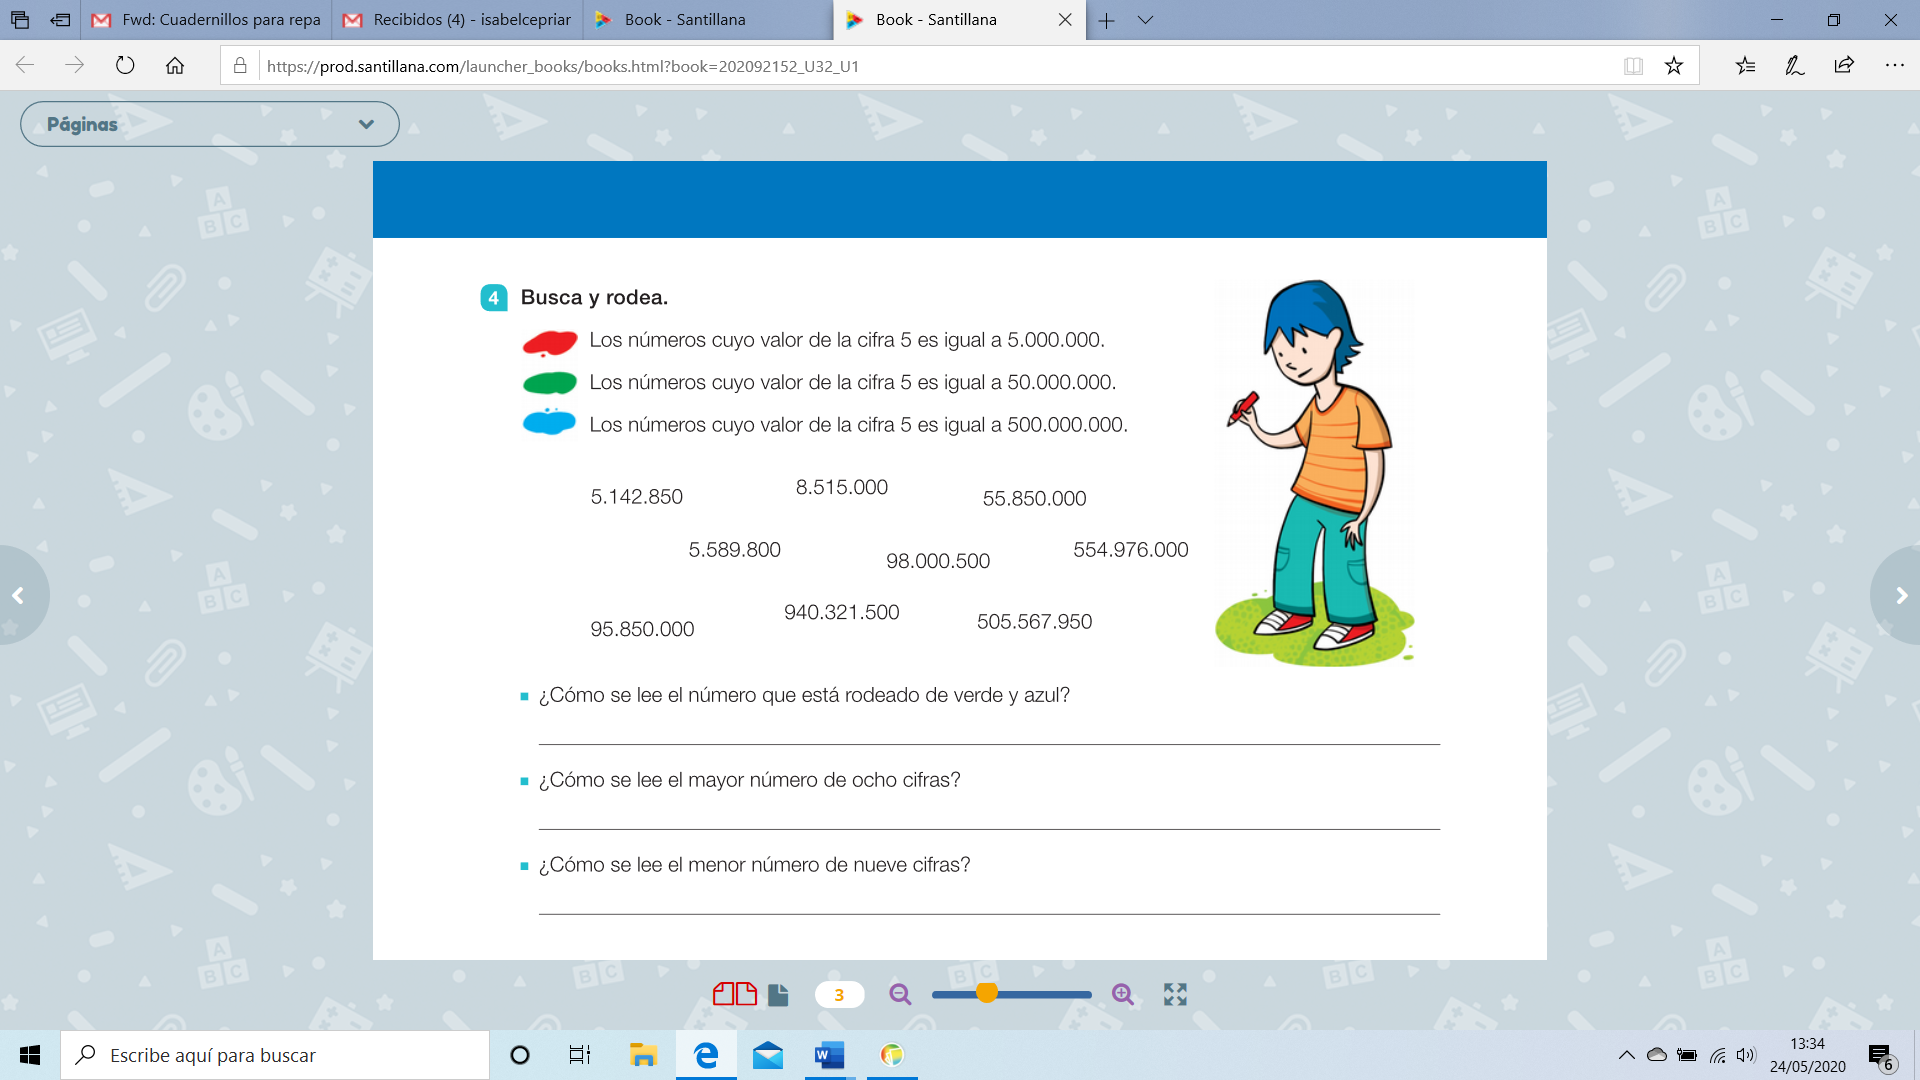 Fwd: Cuadernillos para repa
Recibidos (4) - isabelcepriar
Book - Santillana
Book - Santillana
https://prod.santillana.com/launcher_books/books.html?book=202092152_U32_U1
Páginas
4 Busca y rodea.
Los números cuyo valor de la cifra 5 es igual a 5.000.000.
Los números cuyo valor de la cifra 5 es igual a 50.000.000.
Los números cuyo valor de la cifra 5 es igual a 500.000.000.
5.142.850 8.515.000 55.850.000
5.589.800 98.000.500 554.976.000
95.850.000 940.321.500 505.567.950
¿Cómo se lee el número que está rodeado de verde y azul?
¿Cómo se lee el mayor número de ocho cifras?
¿Cómo se lee el menor número de nueve cifras?
3
Escribe aquí para buscar
13:34
24/05/2020
6